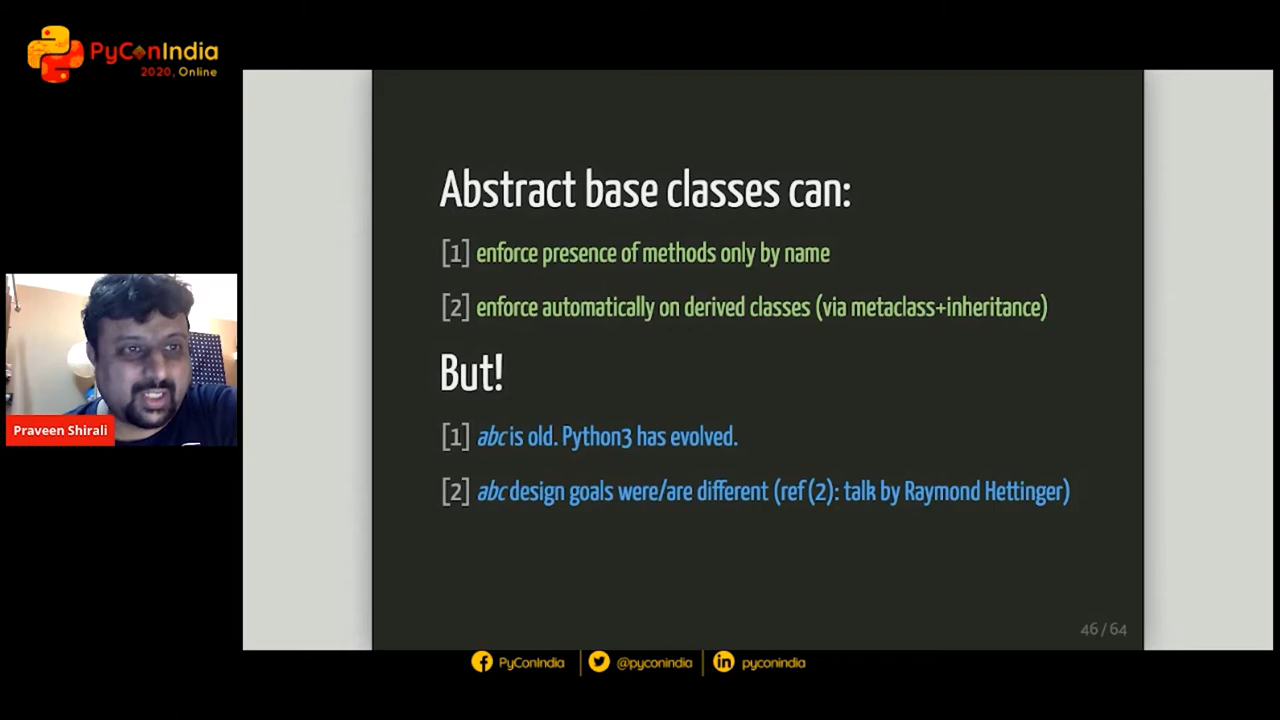 PyConIndia
2020, Online
Abstract base classes can:
[1] enforce presence of methods only by name
[2] enforce automatically on derived classes (via metaclass+inheritance)
But!
[1] abc is old. Python3 has evolved.
[2] abc design goals were/are different (ref (2): talk by Raymond Hettinger)
Praveen Shirali
46 / 64
PyConIndia
@pyconindia
pyconindia